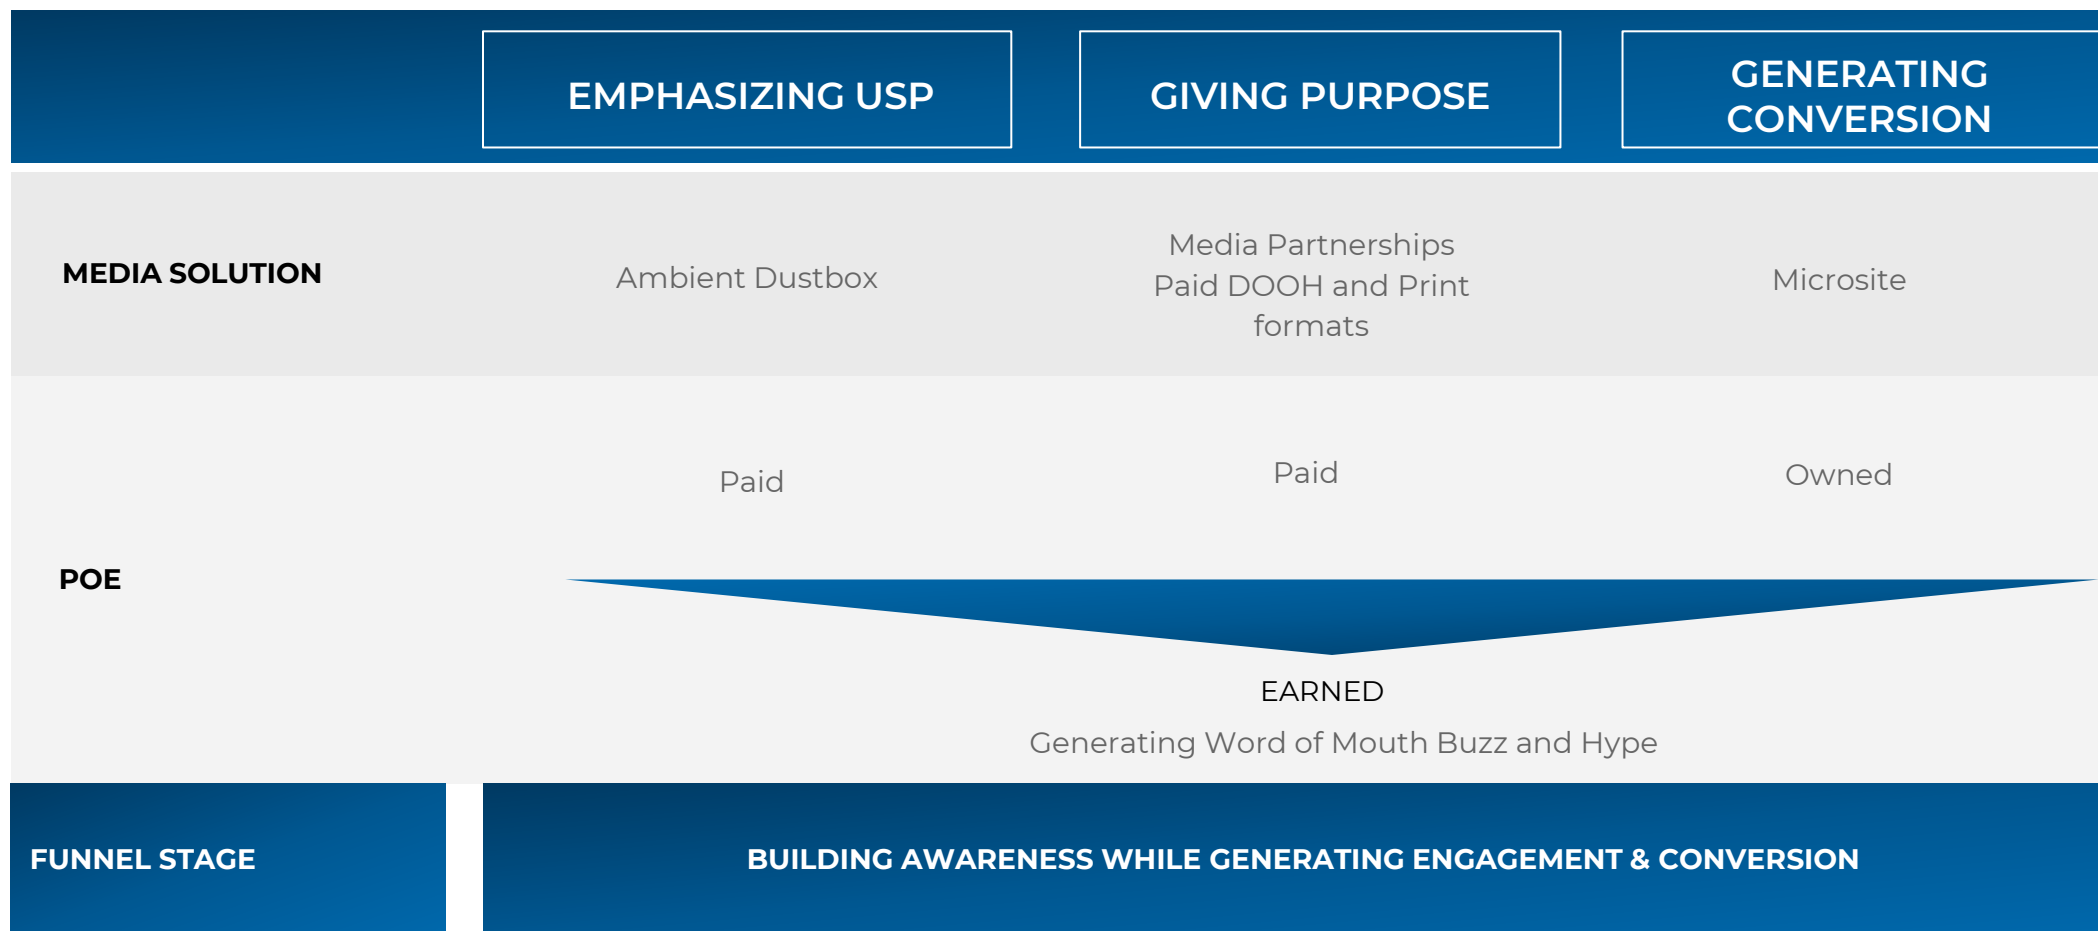 EMPHASIZING USP
GIVING PURPOSE
GENERATING
CONVERSION
MEDIA SOLUTION
Ambient Dustbox
Media Partnerships
Paid DOOH and Print
formats
Microsite
POE
Paid
Paid
Owned
EARNED
Generating Word of Mouth Buzz and Hype
FUNNEL STAGE
BUILDING AWARENESS WHILE GENERATING ENGAGEMENT & CONVERSION